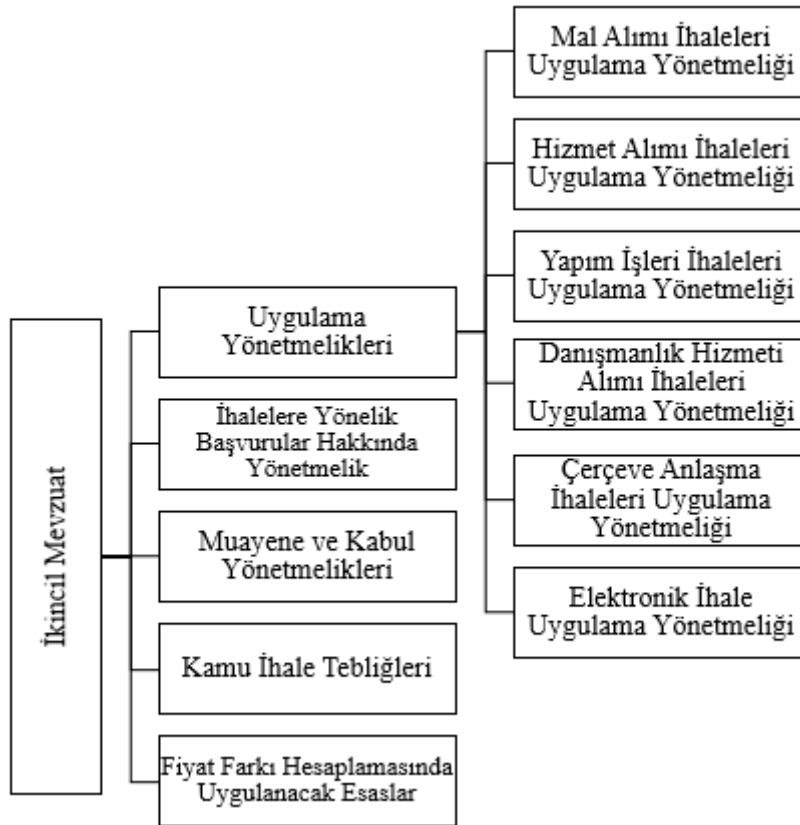 İkincil Mevzuat
Uygulama
Yönetmelikleri
İhalelere Yönelik
Başvurular Hakkında
Yönetmelik
Muayene ve Kabul
Yönetmelikleri
Kamu İhale Tebliğleri
Fiyat Farkı Hesaplamasında
Uygulanacak Esaslar
Mal Alımı İhaleleri
Uygulama Yönetmeliği
Hizmet Alımı İhaleleri
Uygulama Yönetmeliği
Yapım İşleri İhaleleri
Uygulama Yönetmeliği
Danışmanlık Hizmeti
Alımı İhaleleri
Uygulama Yönetmeliği
Çerçeve Anlaşma
İhaleleri Uygulama
Yönetmeliği
Elektronik İhale
Uygulama Yönetmeliği